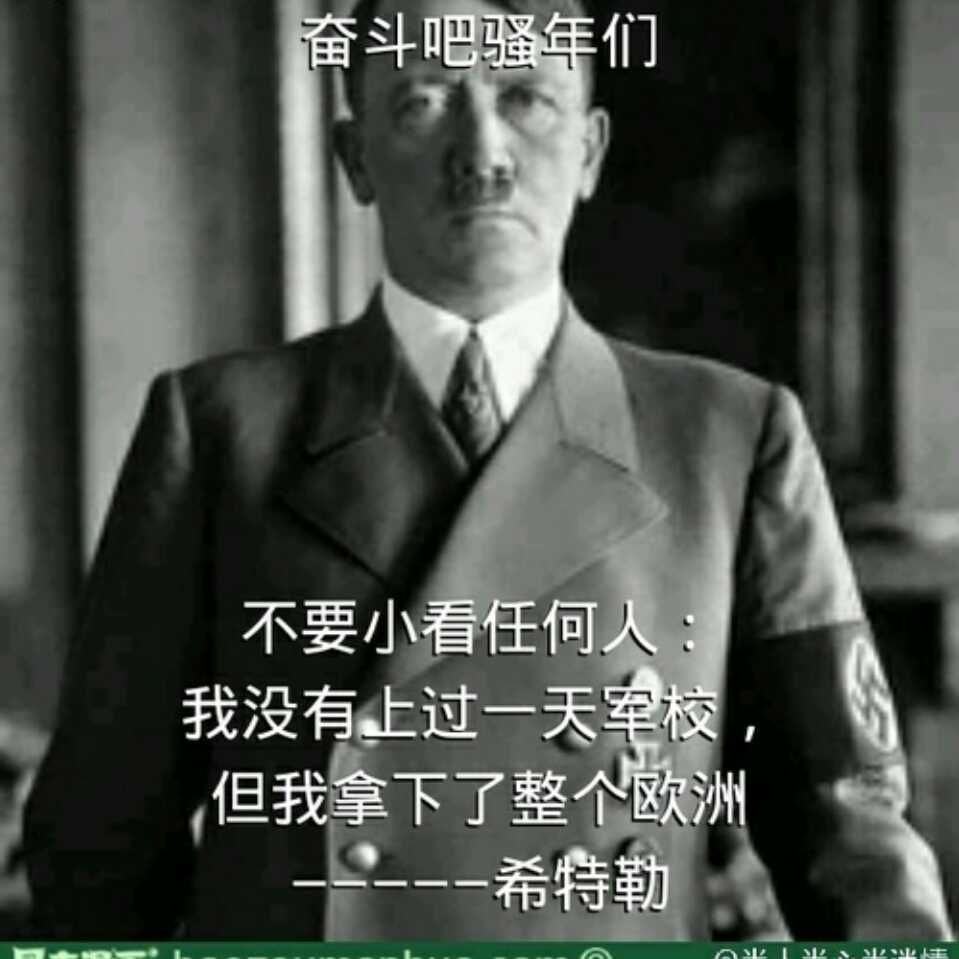 奋斗吧骚年们
不要小看任何人：
我没有上过一天军校，
但我拿下了整个欧洲
-----希特勒